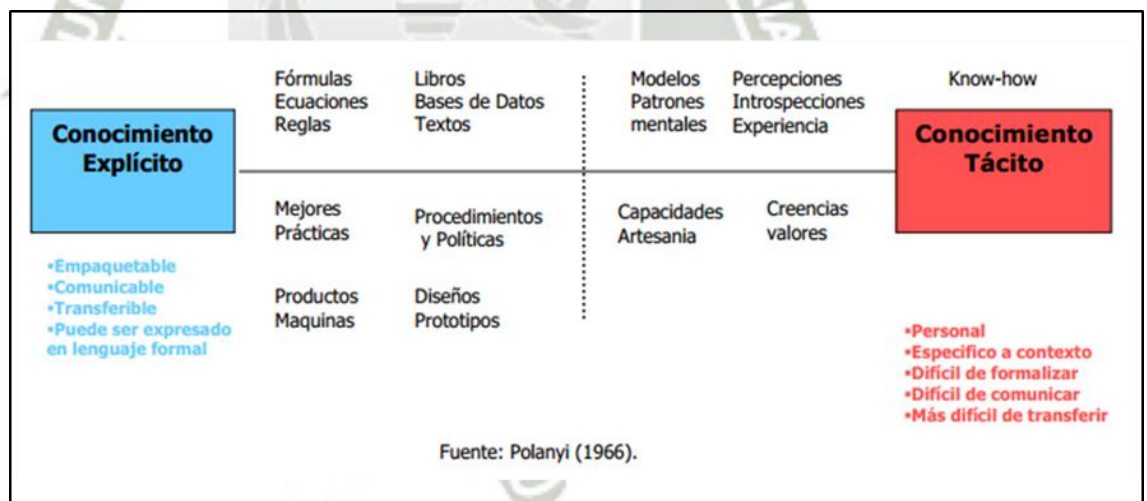 Fórmulas
Ecuaciones
Reglas
Libros
Bases de Datos
Textos
Modelos
Patrones
mentales
Percepciones
Introspecciones
Experiencia
Know-how
Conocimiento
Explícito
Conocimiento
Tácito
Mejores
Prácticas
Procedimientos
y Políticas
Capacidades
Artesania
Creencias
valores
Productos
Maquinas
Diseños
Prototipos
•Empaquetable
•Comunicable
•Transferible
•Puede ser expresado
en lenguaje formal
•Personal
•Especifico a contexto
•Difícil de formalizar
•Difícil de comunicar
•Más difícil de transferir
Fuente: Polanyi (1966).